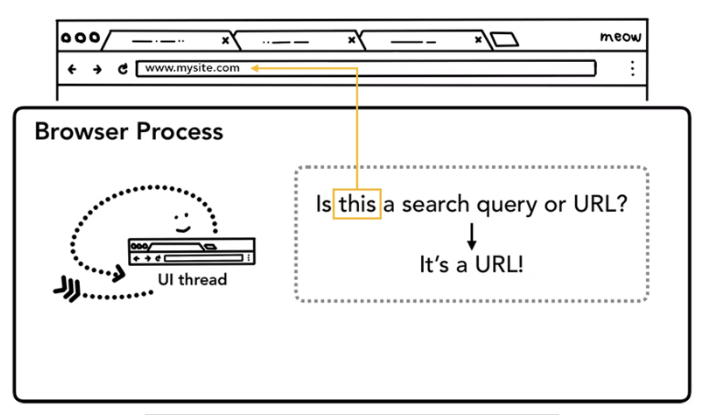 meow
www.mysite.com
Browser Process
Is this a search query or URL?
It's a URL!
UI thread